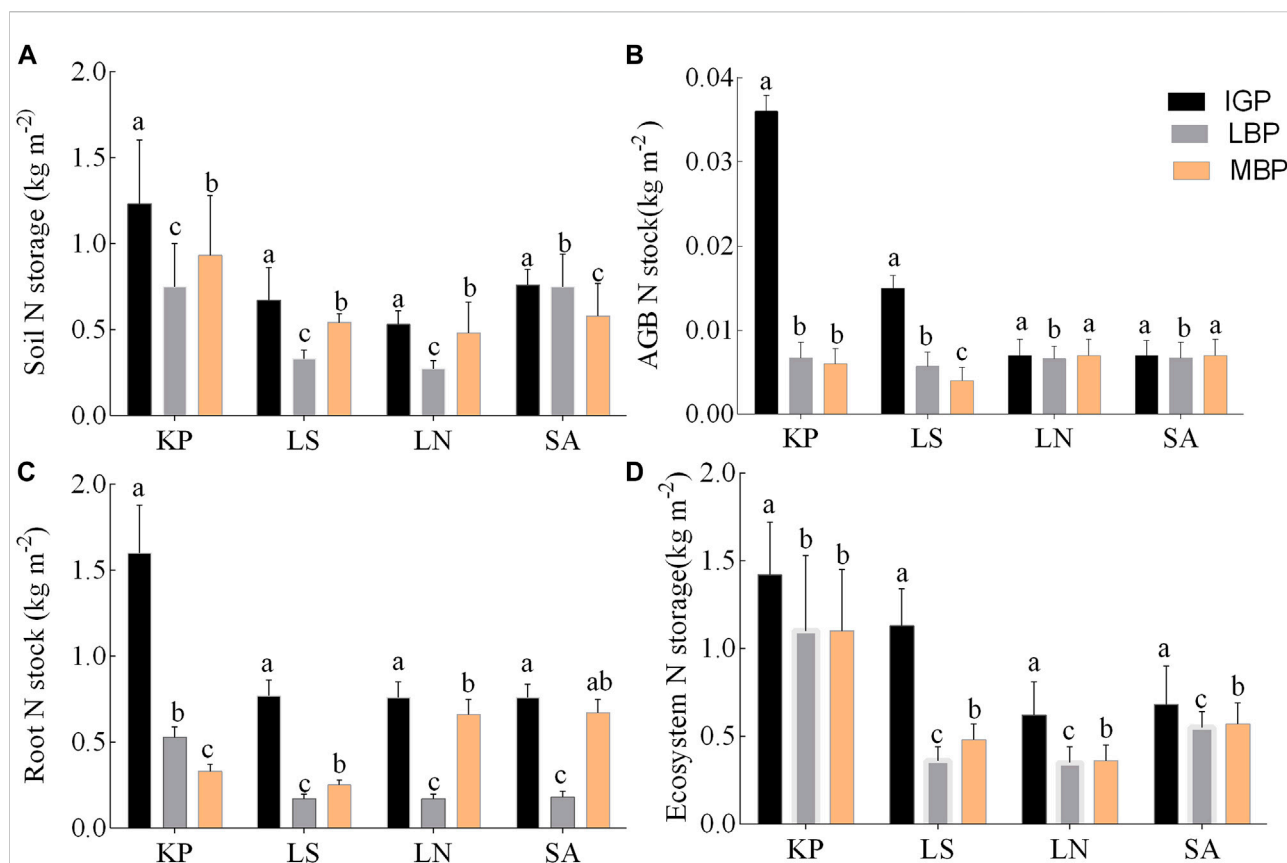 A
Soil N storage (kg m-2)
2.0
1.5
1.0
0.5
0.0
a
c
b
a
c
b
a
c
b
a
b
c
KP LS LN SA
B
AGB N stock(kg m-2)
0.04
0.03
0.02
0.01
0.00
a
b
b
a
b
c
a
b
a
a
b
a
KP LS LN SA
IGP
LBP
MBP
C
Root N stock (kg m-2)
2.0
1.5
1.0
0.5
0.0
a
b
c
a
c
b
a
c
b
a
c
ab
KP LS LN SA
D
Ecosystem N storage(kg m-2)
2.0
1.5
1.0
0.5
0.0
a
b
b
a
c
b
a
c
b
a
c
b
KP LS LN SA